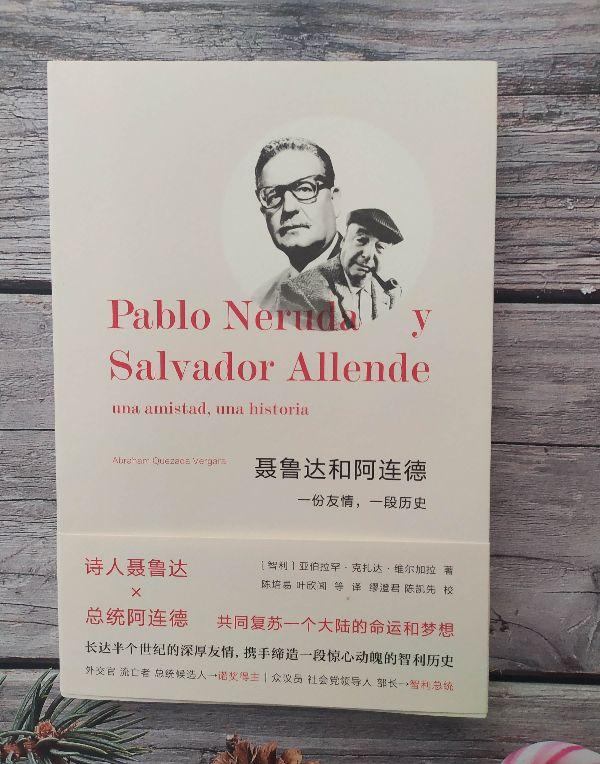 Pablo Neruda y
Salvador Allende
una amistad, una historia
Abraham Quezada Vergara
聂鲁达和阿连德
一份友情，一段历史
诗人聂鲁达
×
总统阿连德
［智利］亚伯拉罕·克扎达·维尔加拉 著
陈培易 叶欣闻 等 译 缪澄君 陈凯先 校
共同复苏一个大陆的命运和梦想
长达半个世纪的深厚友情，携手缔造一段惊心动魄的智利历史
外交官 流亡者 总统候选人→诺奖得主｜众议员 社会党领导人 部长→智利总统